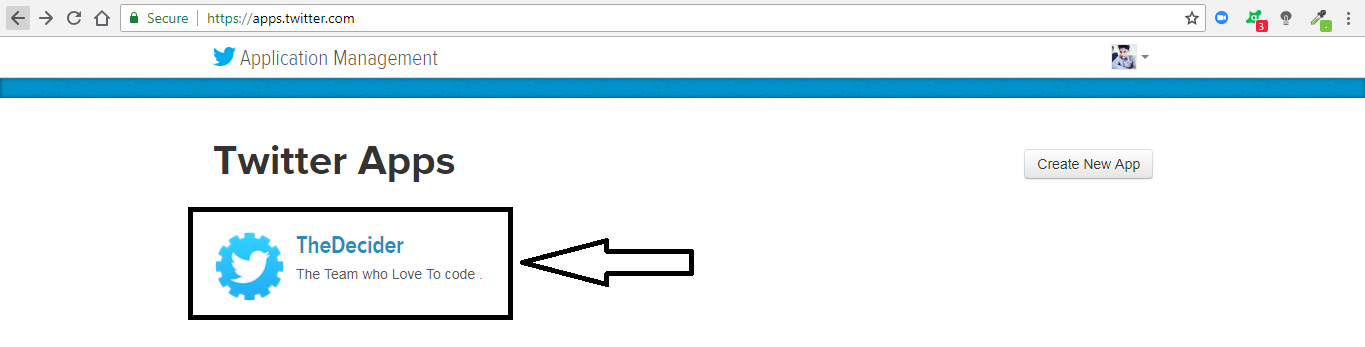 Secure https://apps.twitter.com
3
Application Management
Twitter Apps
Create New App
TheDecider
The Team who Love To code .